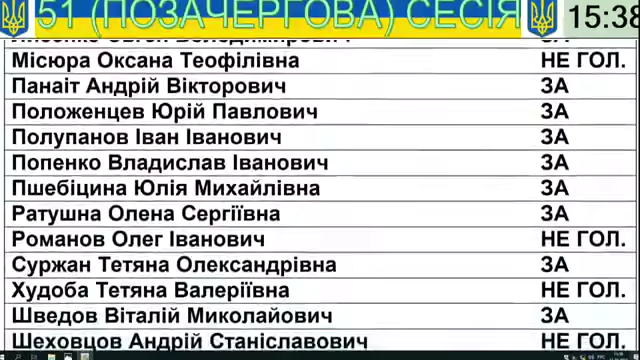 51 (ПОЗАЧЕРГОВА) СЕСІЯ 15:38
Місюра Оксана Теофілівна НЕ ГОЛ.
Панаіт Андрій Вікторович ЗА
Положенцев Юрій Павлович ЗА
Полупанов Іван Іванович ЗА
Попенко Владислав Іванович ЗА
Пшебіцина Юлія Михайлівна ЗА
Ратушна Олена Сергіївна ЗА
Романов Олег Іванович НЕ ГОЛ.
Суржан Тетяна Олександрівна ЗА
Худоба Тетяна Валеріївна НЕ ГОЛ.
Шведов Віталій Миколайович ЗА
Шеховцов Андрій Станіславович НЕ ГОЛ.